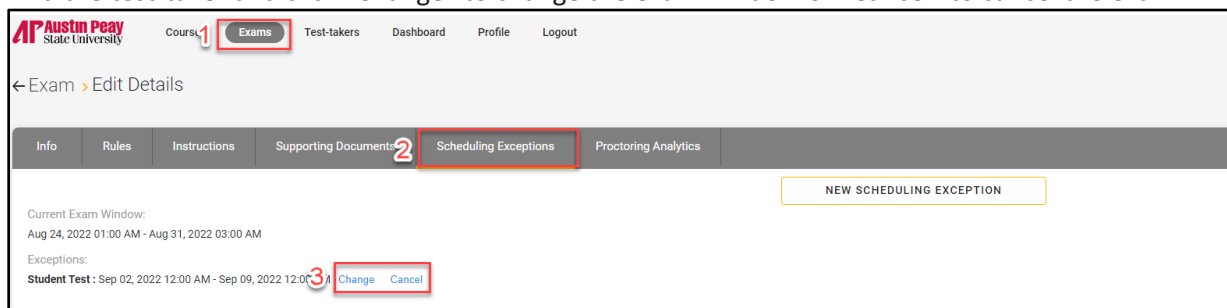 Austin Peay
State University
Course
1
Exams
Test-takers
Dashboard
Profile
Logout
←Exam › Edit Details
Info
Rules
Instructions
Supporting Documents
2
Scheduling Exceptions
Proctoring Analytics
NEW SCHEDULING EXCEPTION
Current Exam Window:
Aug 24, 2022 01:00 AM - Aug 31, 2022 03:00 AM
Exceptions:
Student Test : Sep 02, 2022 12:00 AM - Sep 09, 2022 12:0 3 Change Cancel